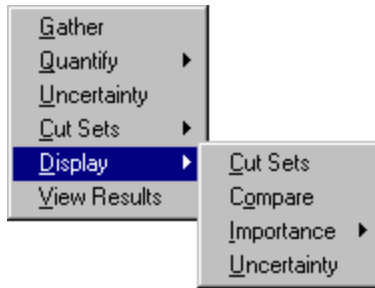 Gather
Quantify
Uncertainty
Cut Sets
Display
View Results
Cut Sets
Compare
Importance
Uncertainty